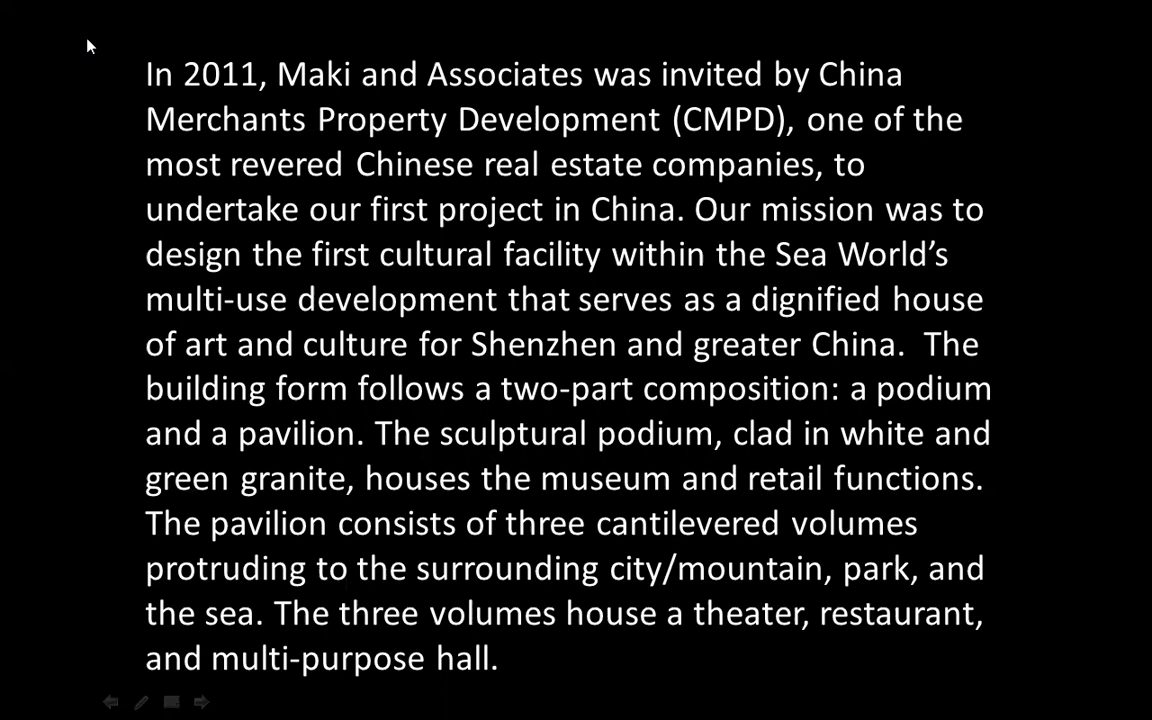 In 2011, Maki and Associates was invited by China
Merchants Property Development (CMPD), one of the
most revered Chinese real estate companies, to
undertake our first project in China. Our mission was to
design the first cultural facility within the Sea World’s
multi-use development that serves as a dignified house
of art and culture for Shenzhen and greater China.  The
building form follows a two-part composition: a podium
and a pavilion. The sculptural podium, clad in white and
green granite, houses the museum and retail functions.
The pavilion consists of three cantilevered volumes
protruding to the surrounding city/mountain, park, and
the sea. The three volumes house a theater, restaurant,
and multi-purpose hall.